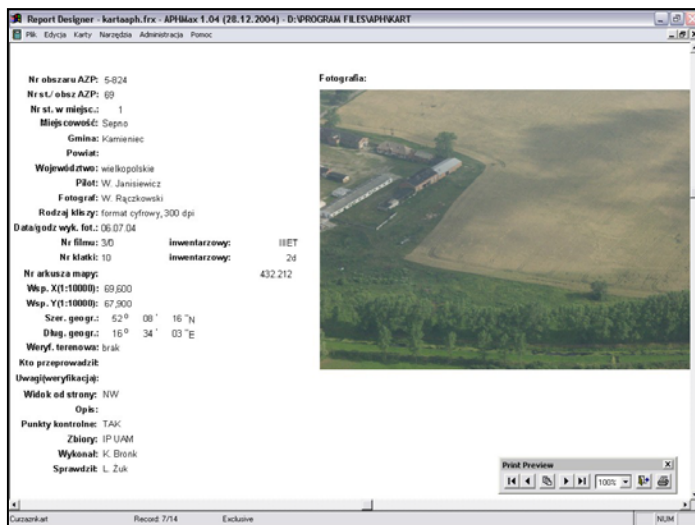 Report Designer - kartaaph.frx - APHMax 1.04 (28.12.2004) - D:\PROGRAM FILES\APH\KART
Plik Edycja Karty Narzędzia Administracja Pomoc
Nr obszaru AZP: 5-824
Nr st./ obsz AZP: 69
Nr st. w miejsc.: 1
Miejscowość: Sepno
Gmina: Kamieniec
Powiat:
Województwo: wielkopolskie
Pilot: W. Janisiewicz
Fotograf: W. Rączkowski
Rodzaj kliszy: format cyfrowy, 300 dpi
Data/godz wyk. fot.: 06.07.04
Nr filmu: 3/0 inwentarzowy: IIIET
Nr klatki: 10 inwentarzowy: 2d
Nr arkusza mapy: 432.212
Wsp. X(1:10000): 69,600
Wsp. Y(1:10000): 67,900
Szer. geogr.: 52 º 08 ' 16 "N
Dług. geogr.: 16 º 34 ' 03 "E
Weryf. terenowa: brak
Kto przeprowadził:
Uwagi(weryfikacja):
Widok od strony: NW
Opis:
Punkty kontrolne: TAK
Zbiory: IP UAM
Wykonał: K. Bronk
Sprawdził: L. Żuk
Fotografia:
Print Preview
100%
Curzaznkart Record: 7/14 Exclusive NUM